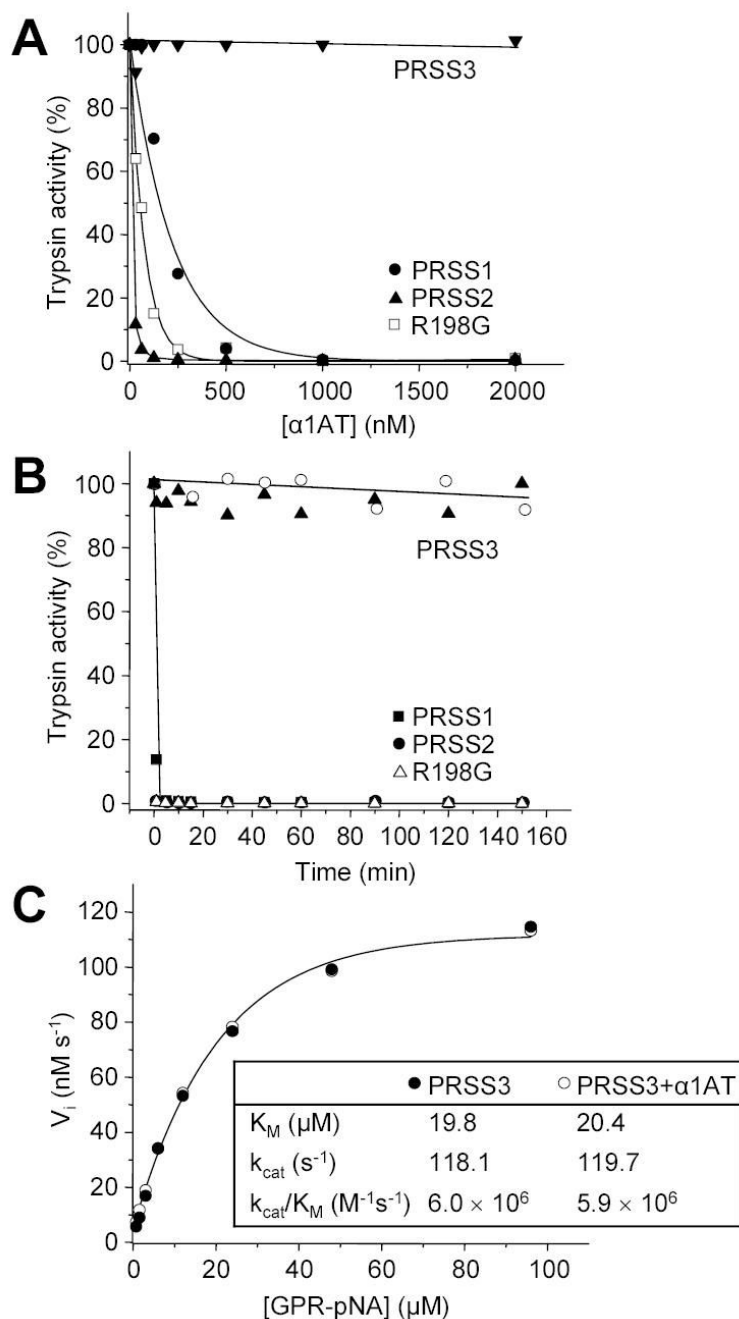 A
Trypsin activity (%)
100
80
60
40
20
0
PRSS3
● PRSS1
▲ PRSS2
□ R198G
0 500 1000 1500 2000
[α1AT] (nM)
B
Trypsin activity (%)
100
80
60
40
20
0
PRSS3
■ PRSS1
● PRSS2
△ R198G
0 20 40 60 80 100 120 140 160
Time (min)
C
Vi (nM s-1)
120
100
80
60
40
20
0
● PRSS3 ○ PRSS3+α1AT
KM (µM) 19.8 20.4
kcat (s-1) 118.1 119.7
kcat/KM (M-1s-1) 6.0 × 10^6 5.9 × 10^6
0 20 40 60 80 100
[GPR-pNA] (µM)